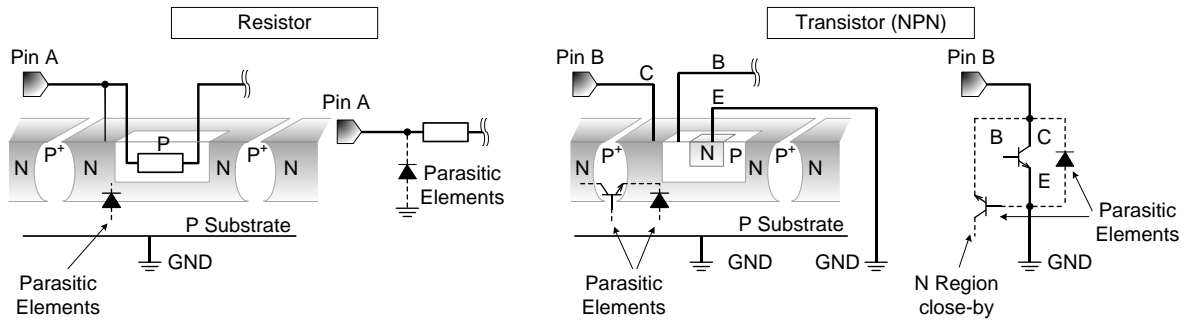 Resistor
Transistor (NPN)
Pin A
Pin B
Pin B
B
C
E
Pin A
N
P+
N
P
P+
N
N
P+
N
N
P
P+
N
B
C
E
Parasitic
Elements
P Substrate
GND
Parasitic
Elements
P Substrate
GND
GND
Parasitic
Elements
Parasitic
Elements
GND
N Region
close-by